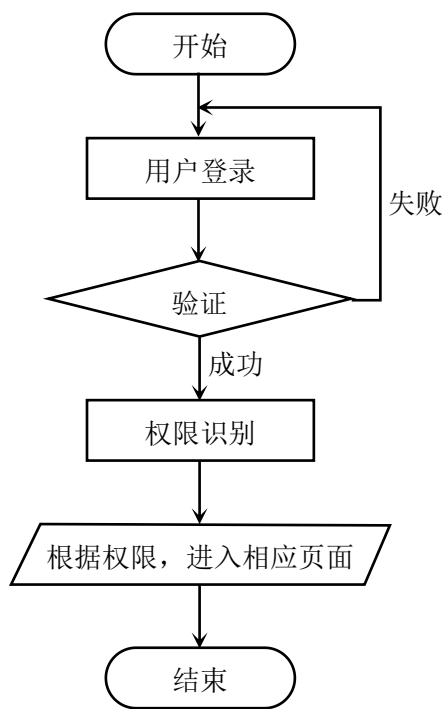 开始
用户登录
失败
验证
成功
权限识别
根据权限，进入相应页面
结束